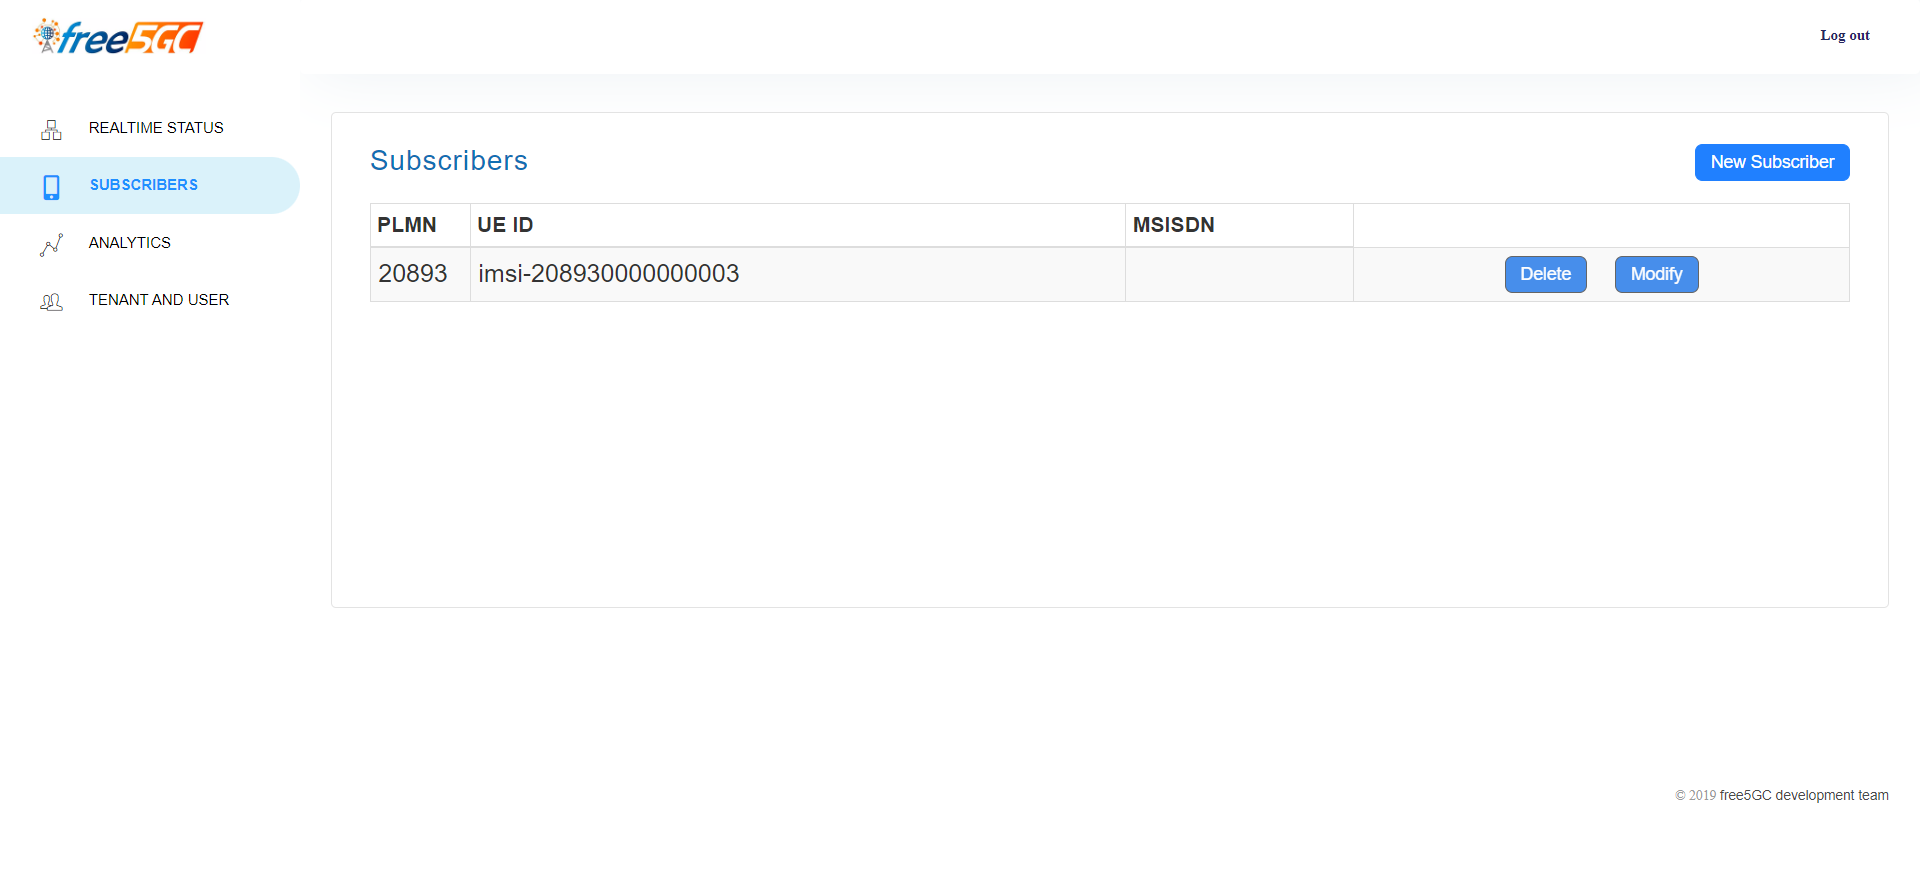 free5GC
Log out
REALTIME STATUS
SUBSCRIBERS
ANALYTICS
TENANT AND USER
Subscribers
New Subscriber
PLMN UE ID MSISDN
20893 imsi-208930000000003 Delete Modify
© 2019 free5GC development team